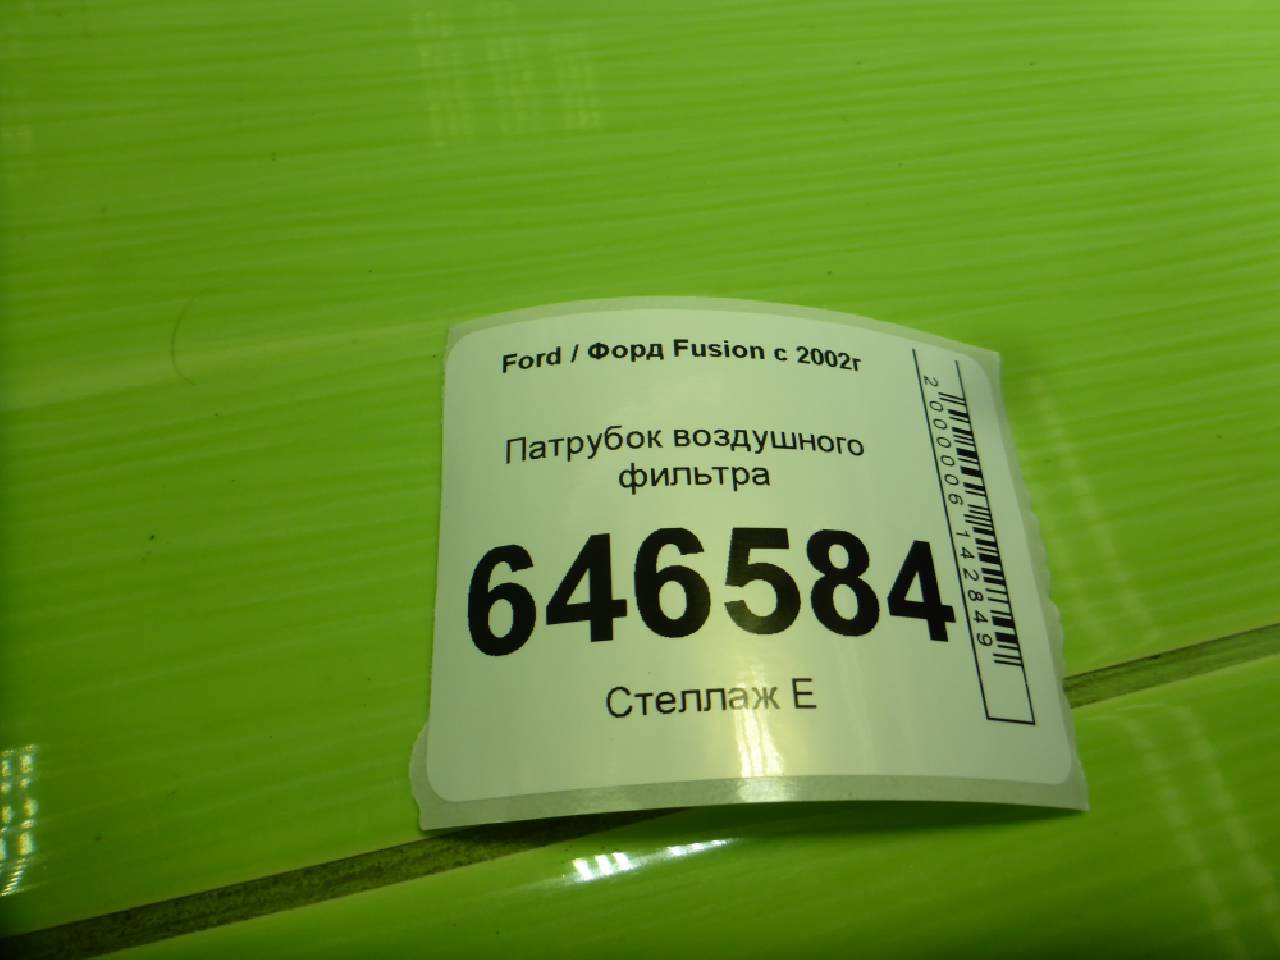 Ford / Форд Fusion с 2002г
Патрубок воздушного
фильтра
646584
Стеллаж Е
2000006142849